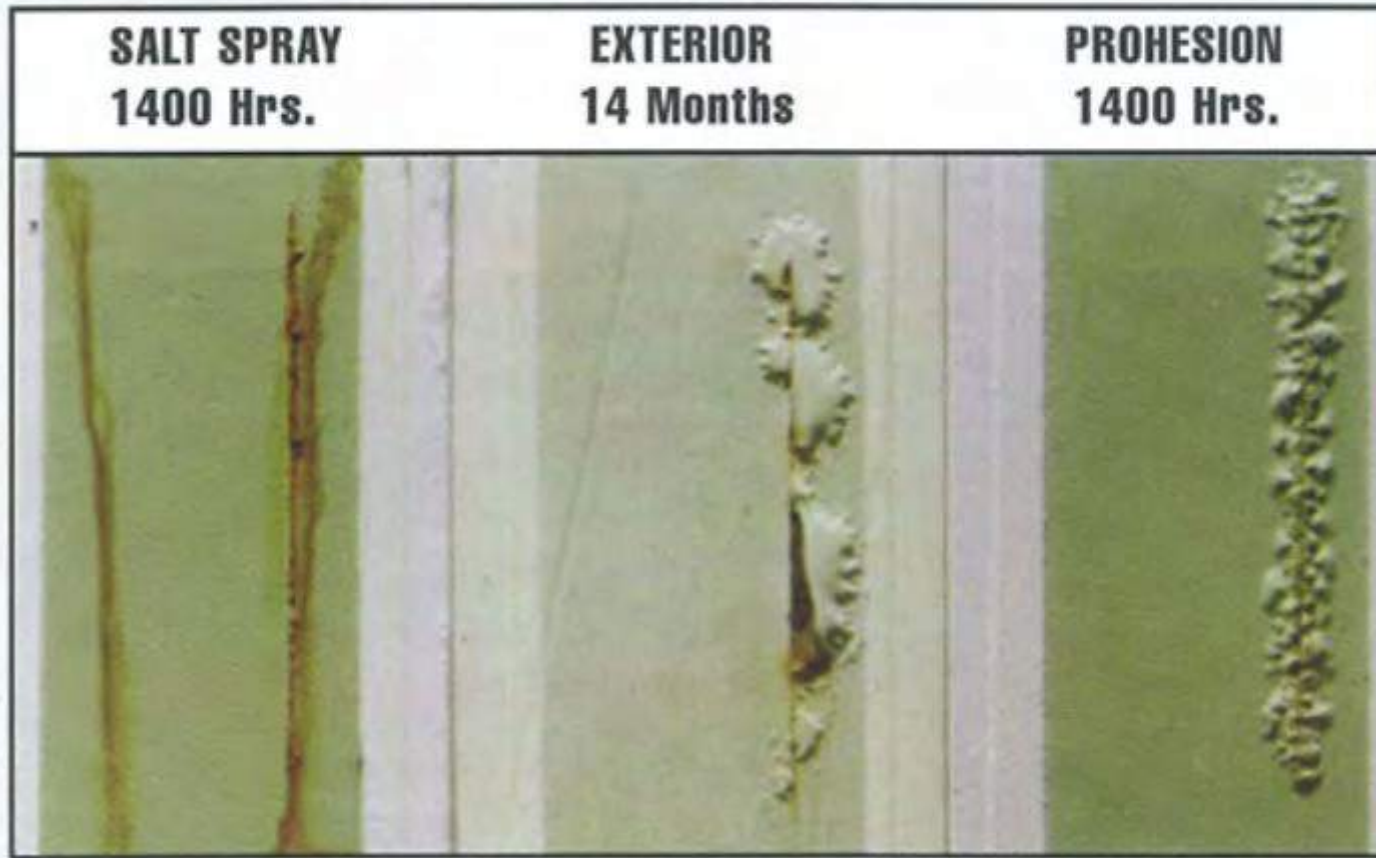 SALT SPRAY
1400 Hrs.
EXTERIOR
14 Months
PROHESION
1400 Hrs.